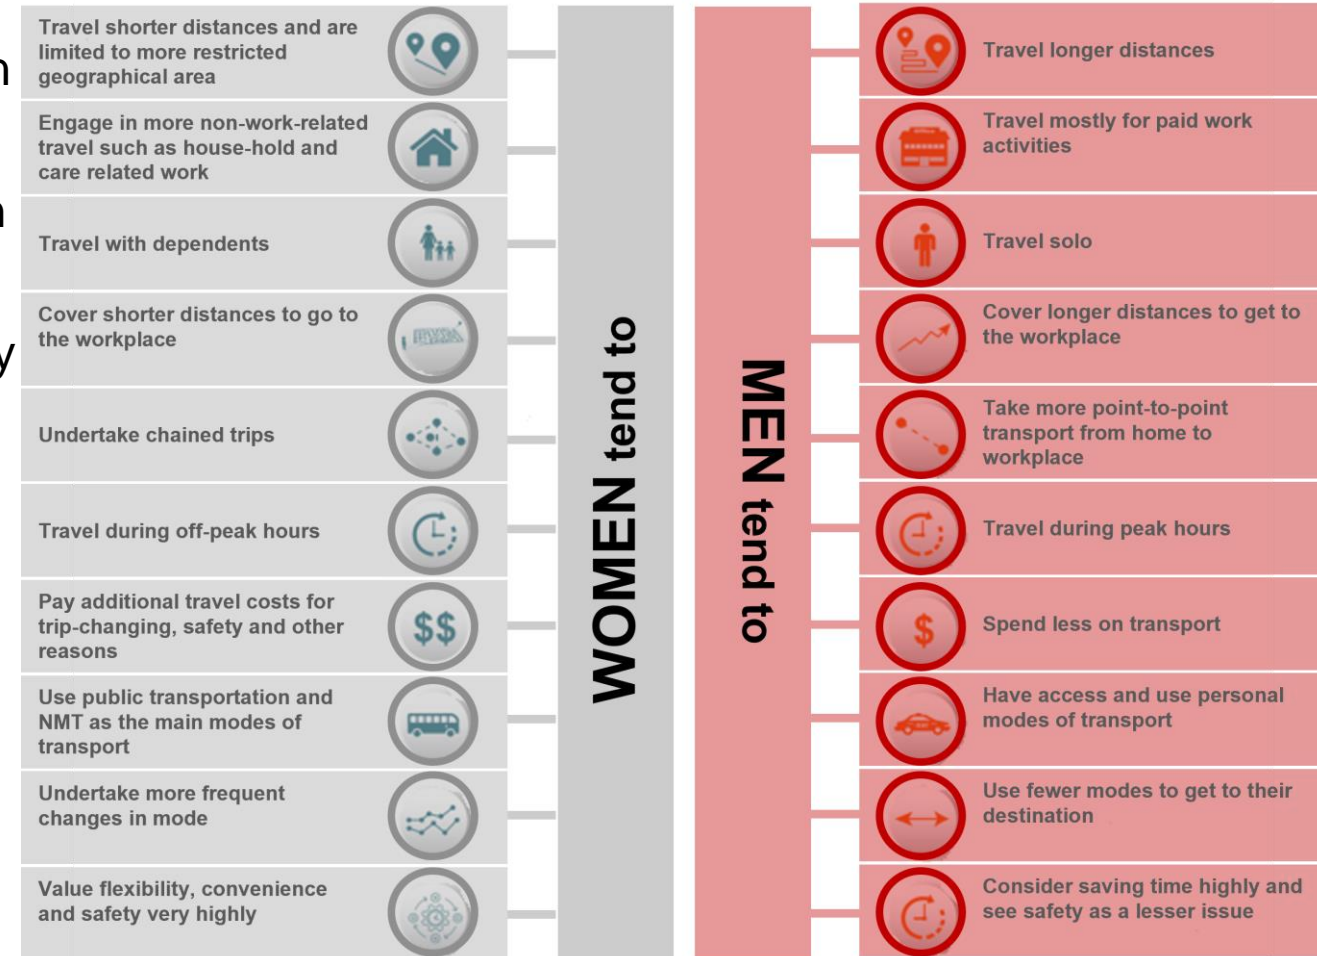 Travel shorter distances and are
limited to more restricted
geographical area
Engage in more non-work-related
travel such as house-hold and
care related work
Travel with dependents
Cover shorter distances to go to
the workplace
Undertake chained trips
Travel during off-peak hours
Pay additional travel costs for
trip-changing, safety and other
reasons
$$
Use public transportation and
NMT as the main modes of
transport
Undertake more frequent
changes in mode
Value flexibility, convenience
and safety very highly
WOMEN tend to
MEN tend to
Travel longer distances
Travel mostly for paid work
activities
Travel solo
Cover longer distances to get to
the workplace
Take more point-to-point
transport from home to
workplace
Travel during peak hours
$
Spend less on transport
Have access and use personal
modes of transport
Use fewer modes to get to their
destination
Consider saving time highly and
see safety as a lesser issue